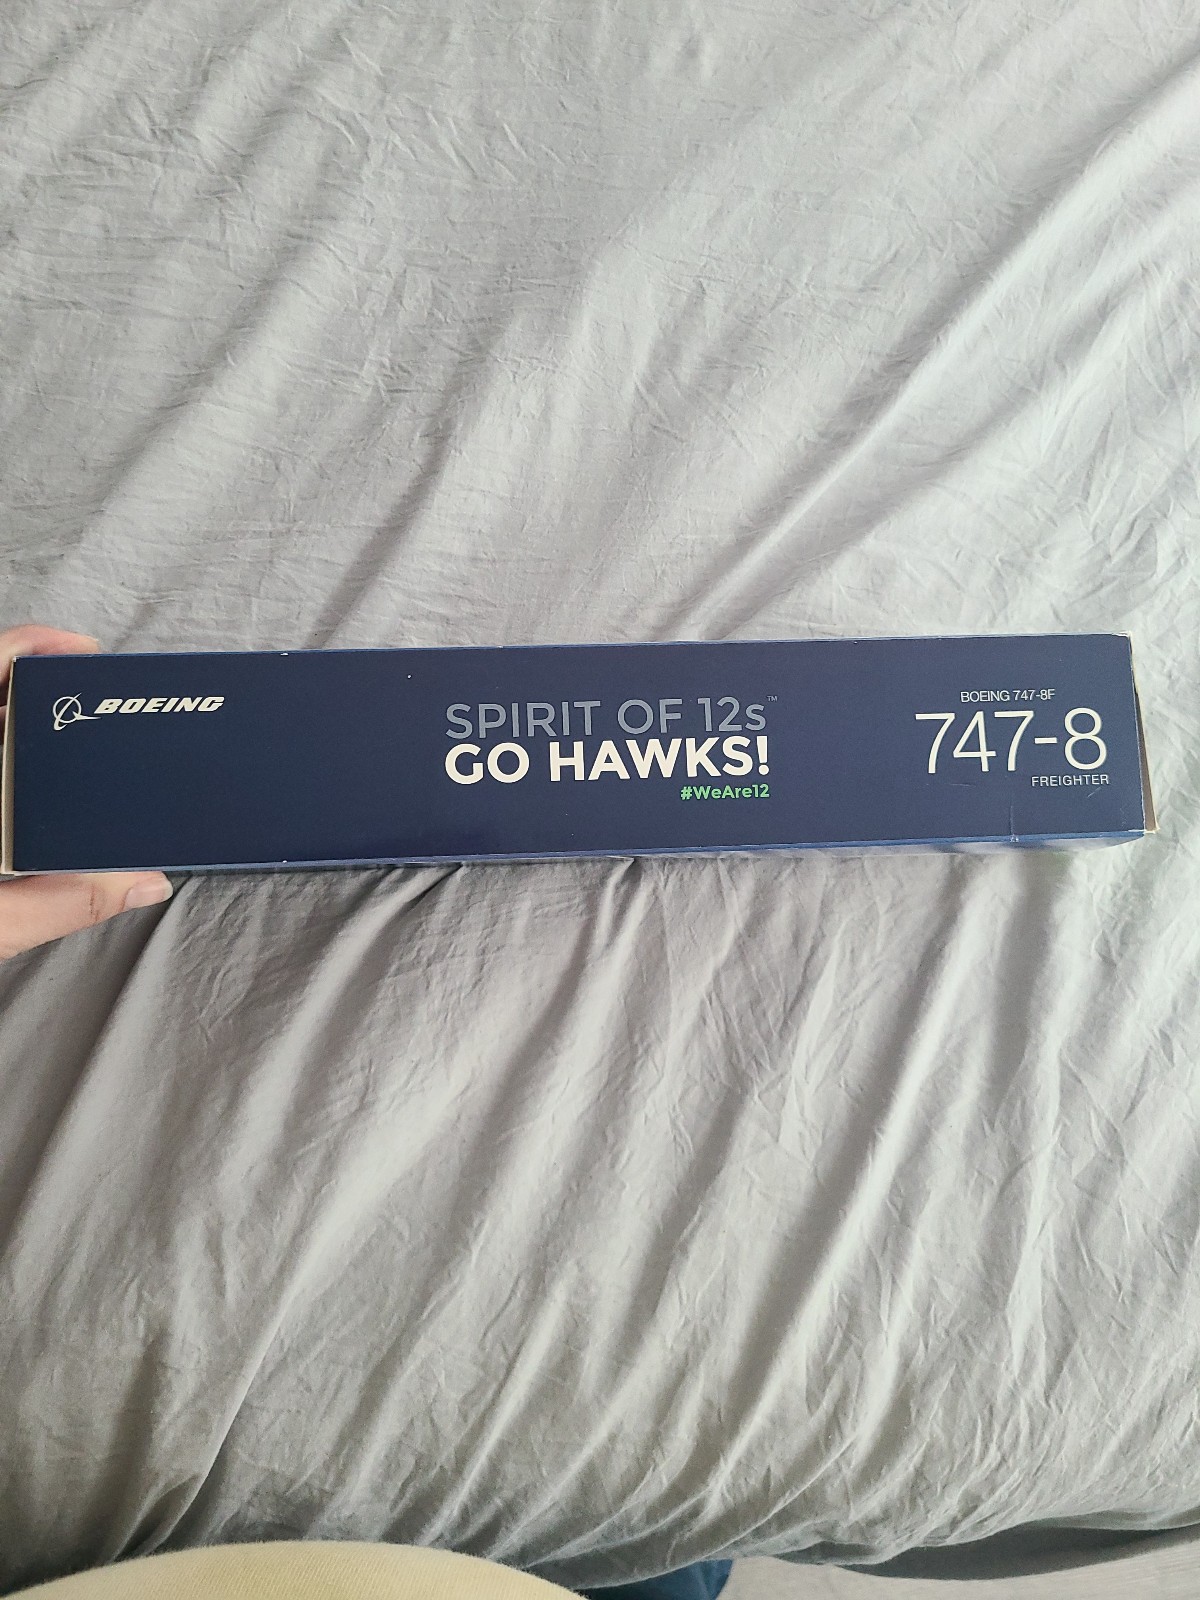 BOEING
SPIRIT OF 12s™
GO HAWKS!
#WeAre12
BOEING 747-8F
747-8
FREIGHTER